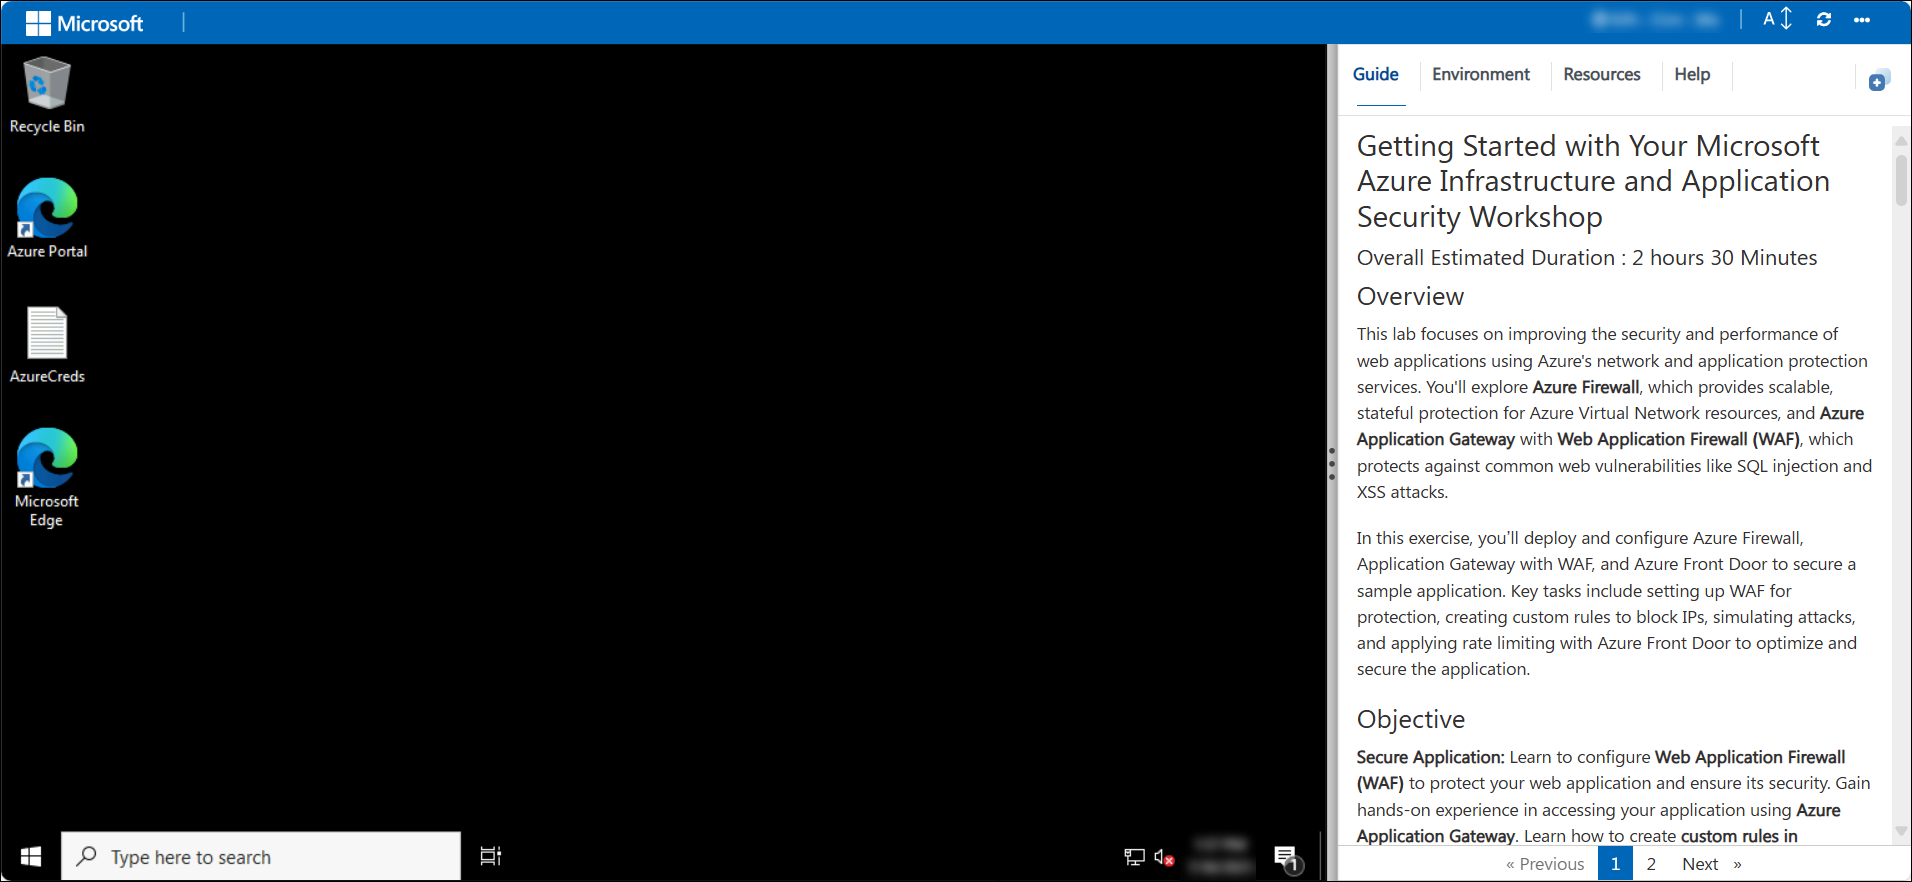 Microsoft
A
Recycle Bin
Azure Portal
AzureCreds
Microsoft
Edge
Type here to search
1
Guide
Environment
Resources
Help
Getting Started with Your Microsoft
Azure Infrastructure and Application
Security Workshop
Overall Estimated Duration : 2 hours 30 Minutes
Overview
This lab focuses on improving the security and performance of
web applications using Azure's network and application protection
services. You'll explore Azure Firewall, which provides scalable,
stateful protection for Azure Virtual Network resources, and Azure
Application Gateway with Web Application Firewall (WAF), which
protects against common web vulnerabilities like SQL injection and
XSS attacks.
In this exercise, you’ll deploy and configure Azure Firewall,
Application Gateway with WAF, and Azure Front Door to secure a
sample application. Key tasks include setting up WAF for
protection, creating custom rules to block IPs, simulating attacks,
and applying rate limiting with Azure Front Door to optimize and
secure the application.
Objective
Secure Application: Learn to configure Web Application Firewall
(WAF) to protect your web application and ensure its security. Gain
hands-on experience in accessing your application using Azure
Application Gateway. Learn how to create custom rules in
« Previous 1 2 Next »